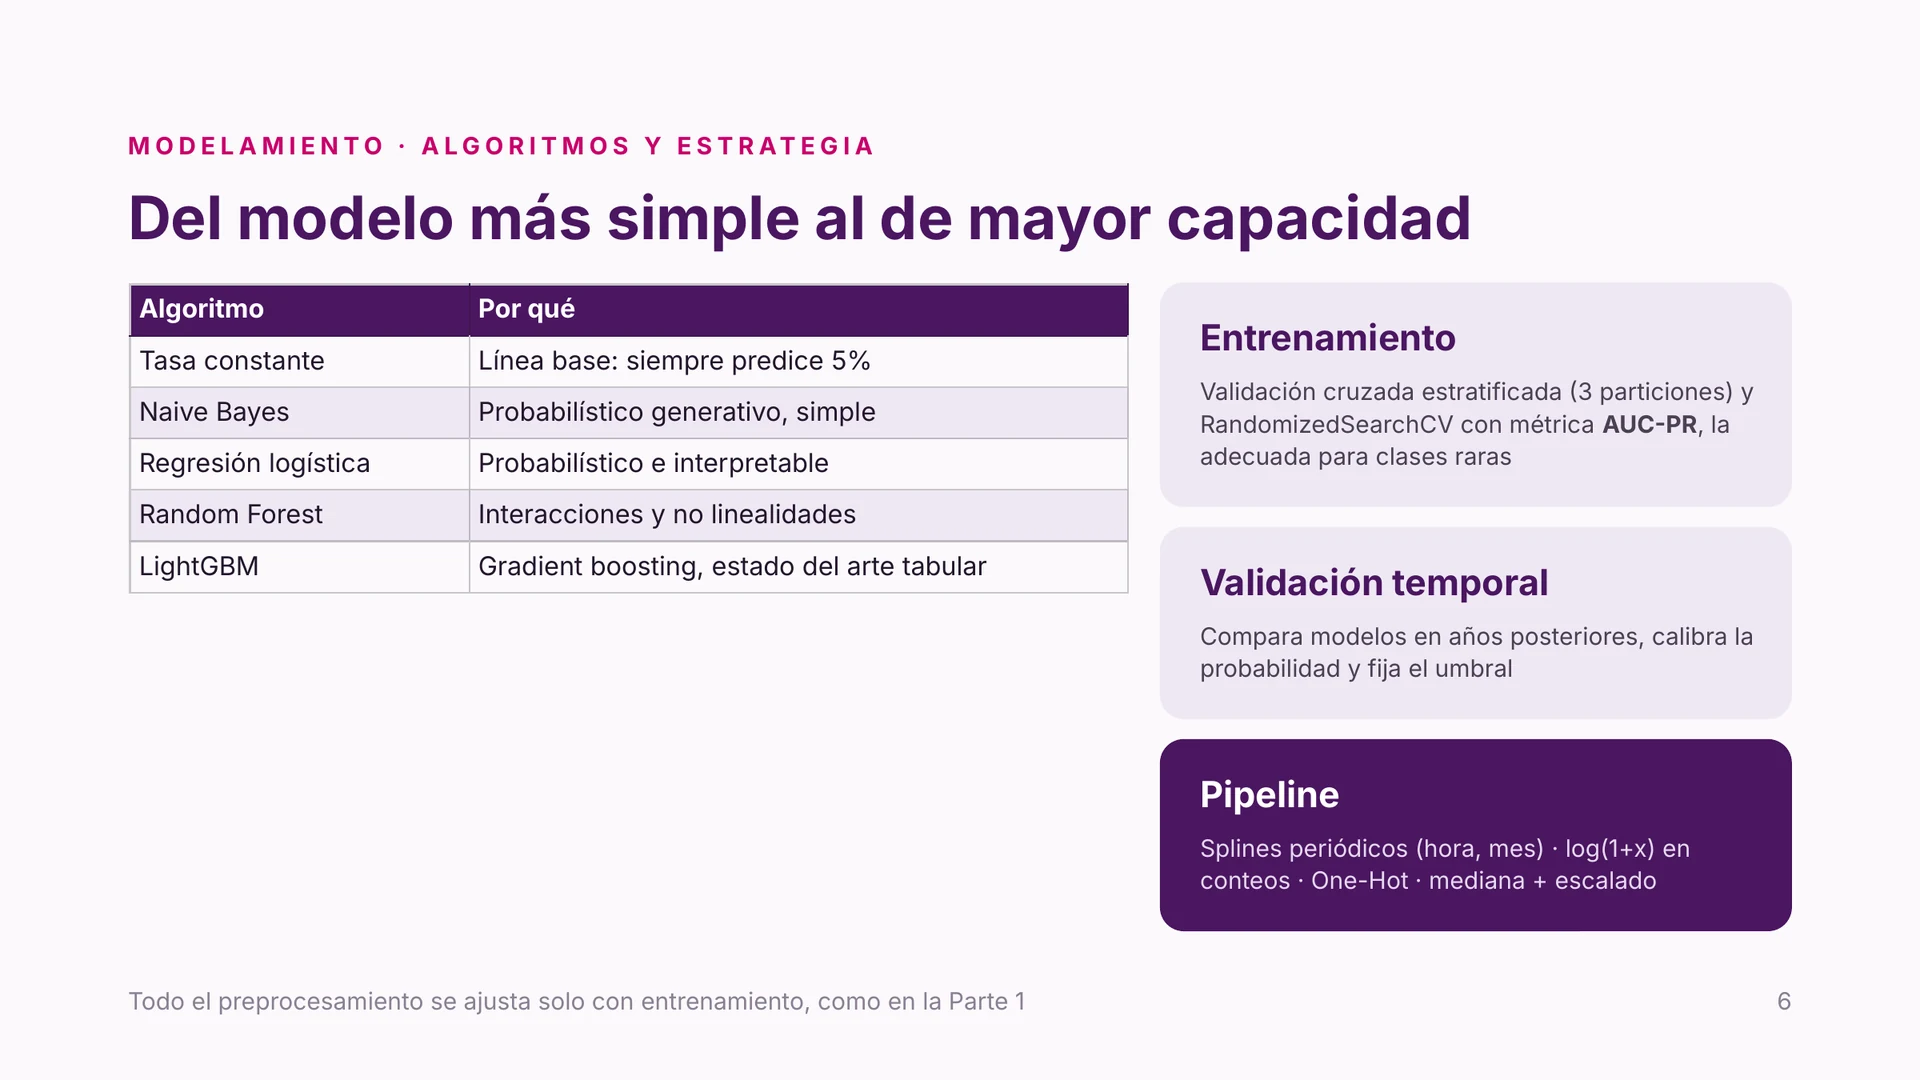 MODELAMIENTO · ALGORITMOS Y ESTRATEGIA
Del modelo más simple al de mayor capacidad
Algoritmo Por qué
Tasa constante Línea base: siempre predice 5%
Naive Bayes Probabilístico generativo, simple
Regresión logística Probabilístico e interpretable
Random Forest Interacciones y no linealidades
LightGBM Gradient boosting, estado del arte tabular
Entrenamiento
Validación cruzada estratificada (3 particiones) y
RandomizedSearchCV con métrica AUC-PR, la
adecuada para clases raras
Validación temporal
Compara modelos en años posteriores, calibra la
probabilidad y fija el umbral
Pipeline
Splines periódicos (hora, mes) · log(1+x) en
conteos · One-Hot · mediana + escalado
Todo el preprocesamiento se ajusta solo con entrenamiento, como en la Parte 1
6